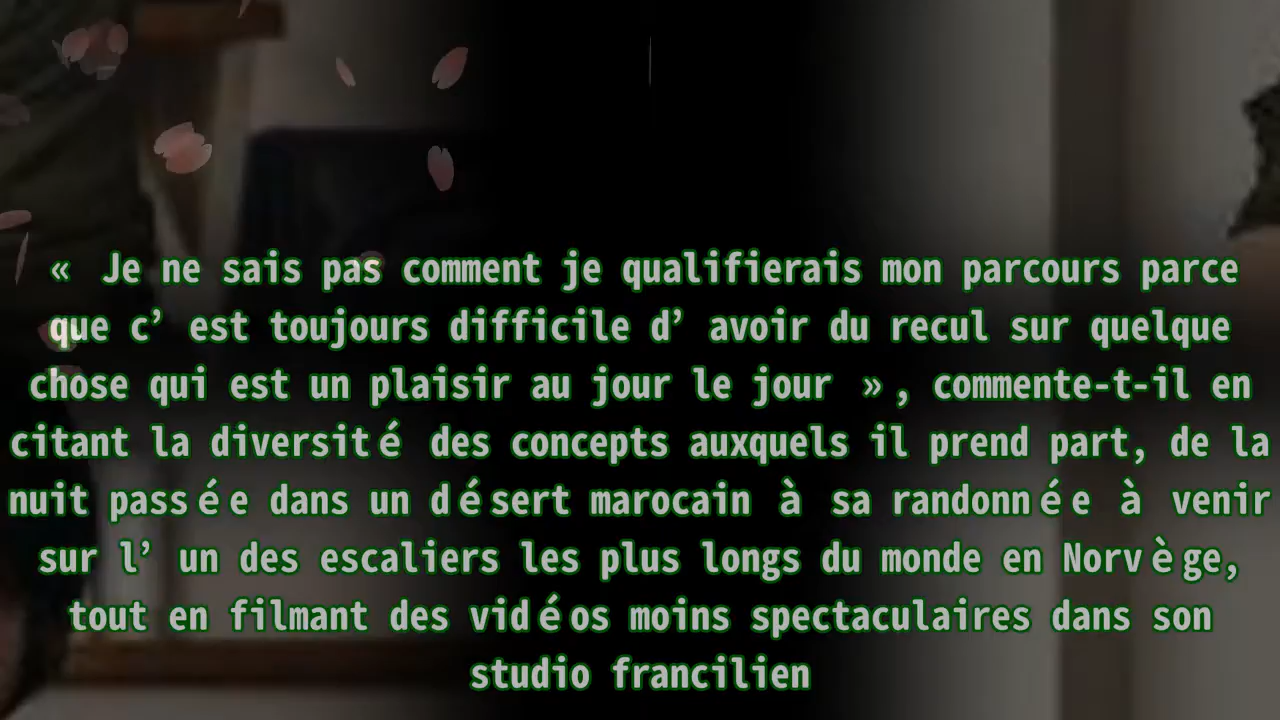 « Je ne sais pas comment je qualifierais mon parcours parce
que c’ est toujours difficile d’ avoir du recul sur quelque
chose qui est un plaisir au jour le jour », commente-t-il en
citant la diversité des concepts auxquels il prend part, de la
nuit passée dans un désert marocain à sa randonnée à venir
sur l’ un des escaliers les plus longs du monde en Norvège,
tout en filmant des vidéos moins spectaculaires dans son
studio francilien